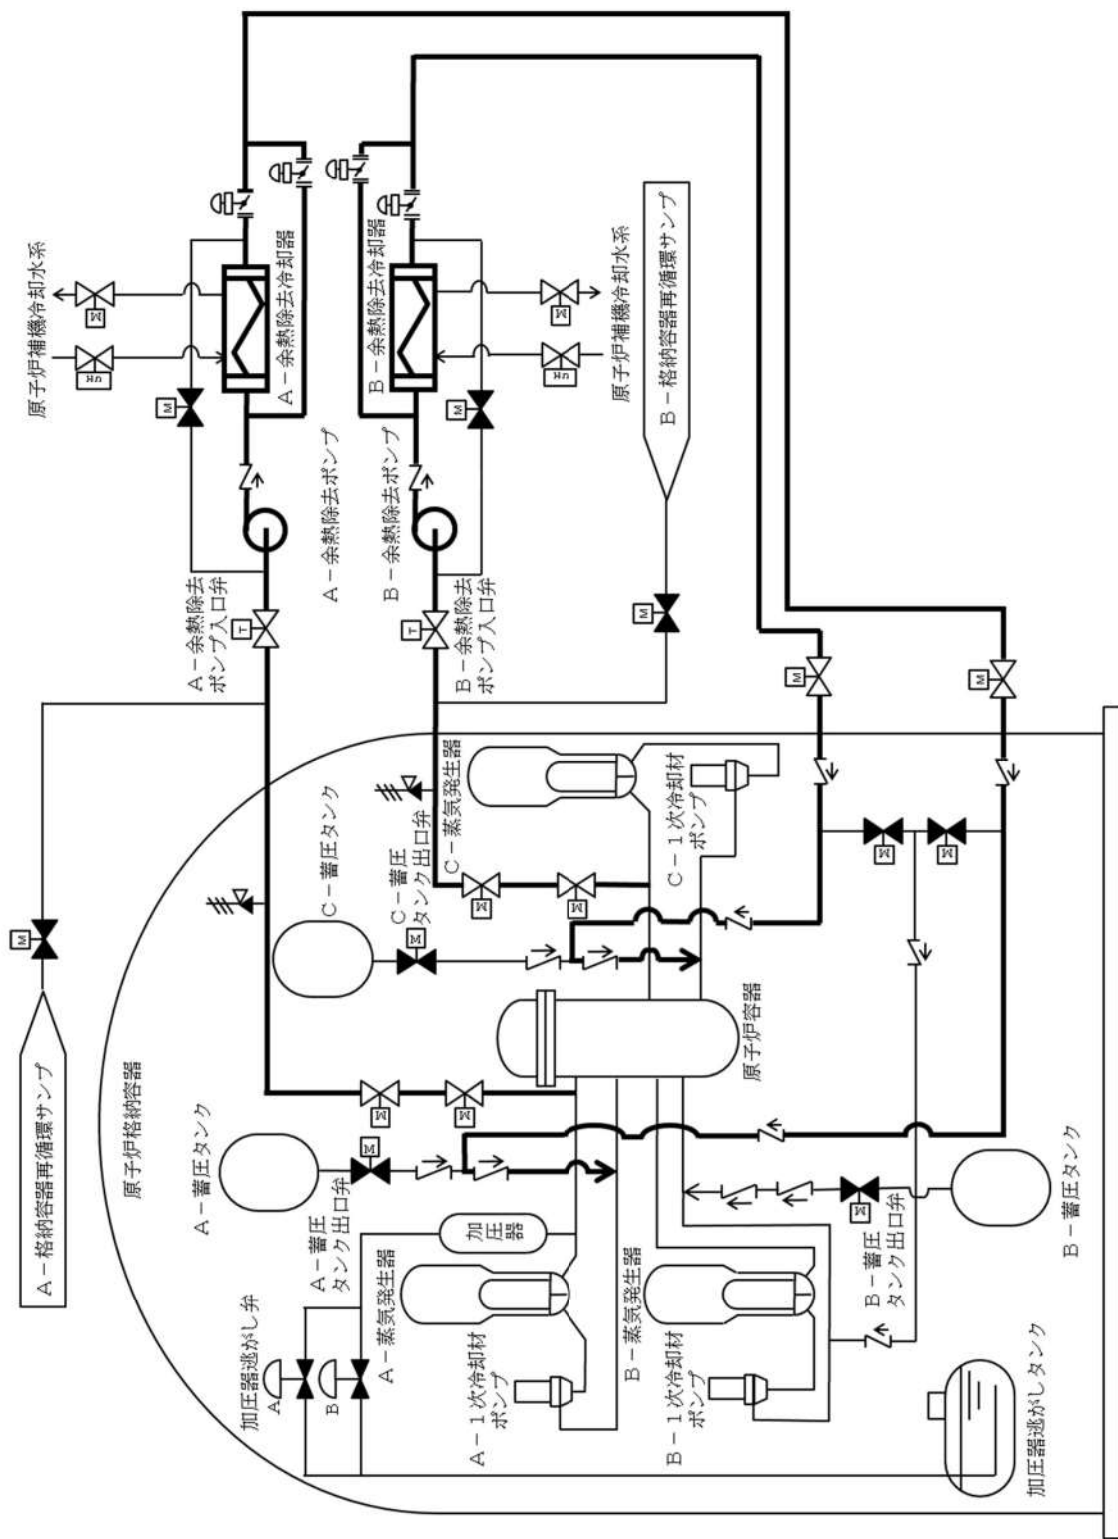 A-格納容器再循環サンプ
M
原子炉格納容器
加圧器逃がし弁
A
B
A-蓄圧タンク
M
A-蓄圧
タンク出口弁
加圧器
A-蒸気発生器
A-1次冷却材
ポンプ
B-蒸気発生器
B-1次冷却材
ポンプ
M
B-蓄圧
タンク出口弁
B-蓄圧タンク
加圧器逃がしタンク
M
M
原子炉容器
C-蓄圧タンク
M
C-蓄圧
タンク出口弁
C-蒸気発生器
C-1次冷却材
ポンプ
M
M
M
M
M
M
A-余熱除去
ポンプ入口弁
T
A-余熱除去ポンプ
B-余熱除去
ポンプ入口弁
T
B-余熱除去ポンプ
M
B-格納容器再循環サンプ
原子炉補機冷却水系
M
M
A-余熱除去冷却器
B-余熱除去冷却器
M
M
原子炉補機冷却水系